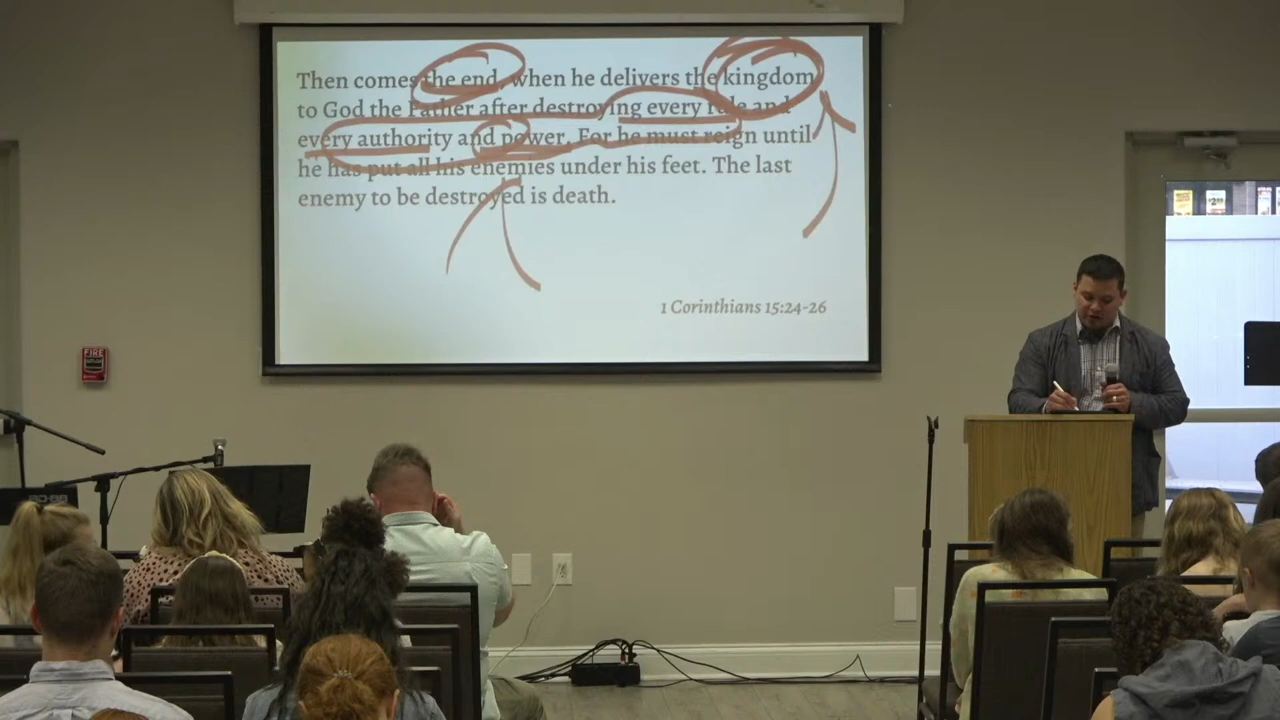 Then comes the end, when he delivers the kingdom
to God the Father after destroying every rule and
every authority and power. For he must reign until
he has put all his enemies under his feet. The last
enemy to be destroyed is death.
1 Corinthians 15:24-26
FIRE